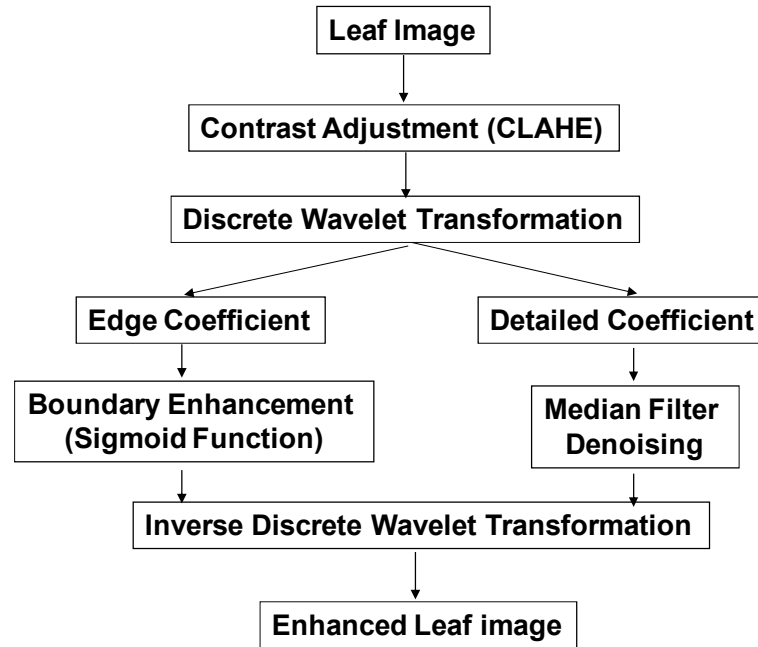 Leaf Image
Contrast Adjustment (CLAHE)
Discrete Wavelet Transformation
Edge Coefficient
Detailed Coefficient
Boundary Enhancement
(Sigmoid Function)
Median Filter
Denoising
Inverse Discrete Wavelet Transformation
Enhanced Leaf image